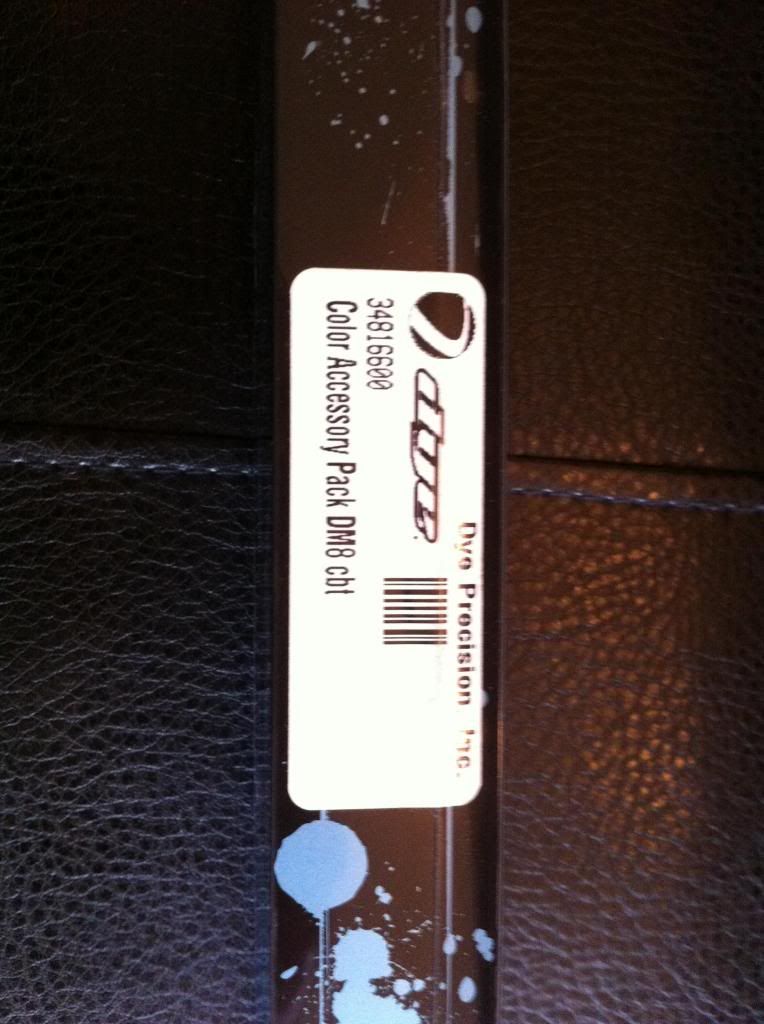 dye.
Dye Precision, Inc.
34816600
Color Accessory Pack DM8 cbt